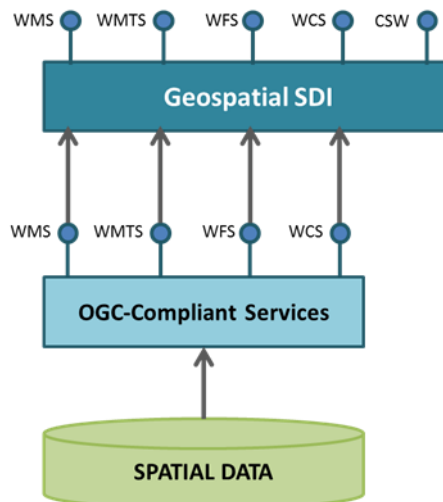 WMS WMTS WFS WCS CSW
Geospatial SDI
WMS WMTS WFS WCS
OGC-Compliant Services
SPATIAL DATA